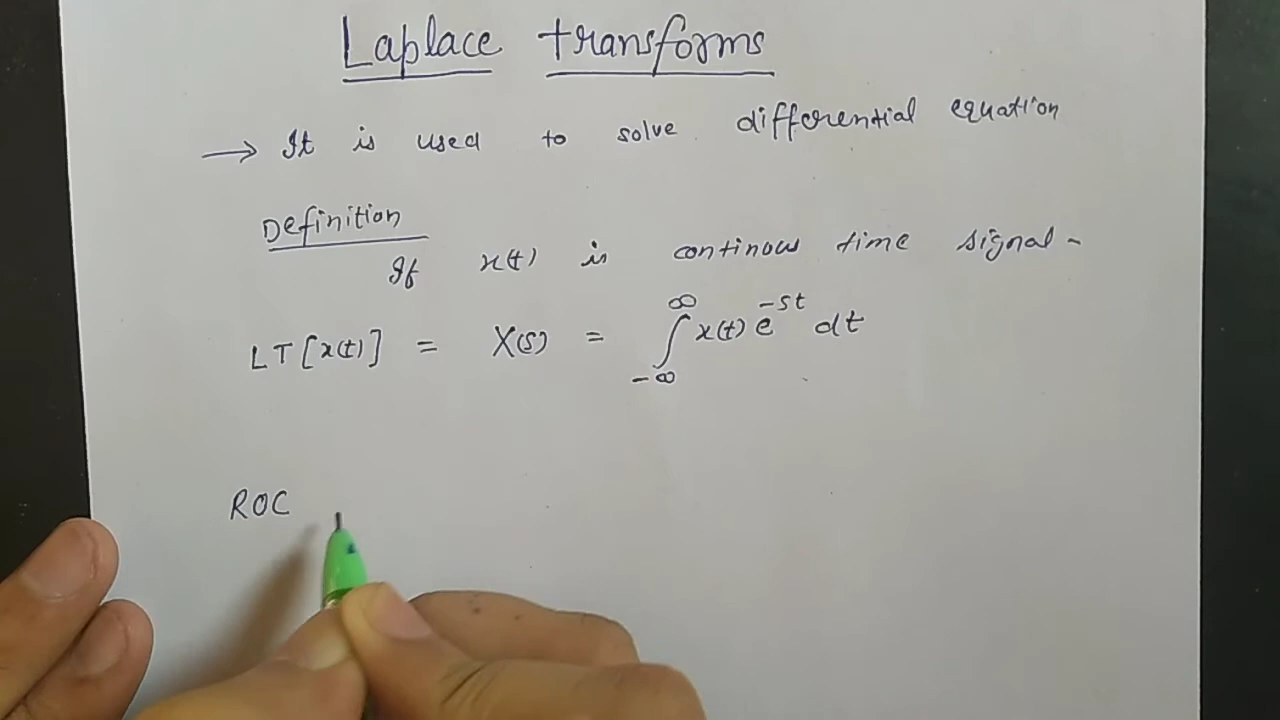 Laplace transforms
→ It is used to solve differential equation
Definition
If x(t) is continous time signal -
LT[x(t)] = X(s) = ∫_{-∞}^{∞} x(t) e^{-st} dt
ROC